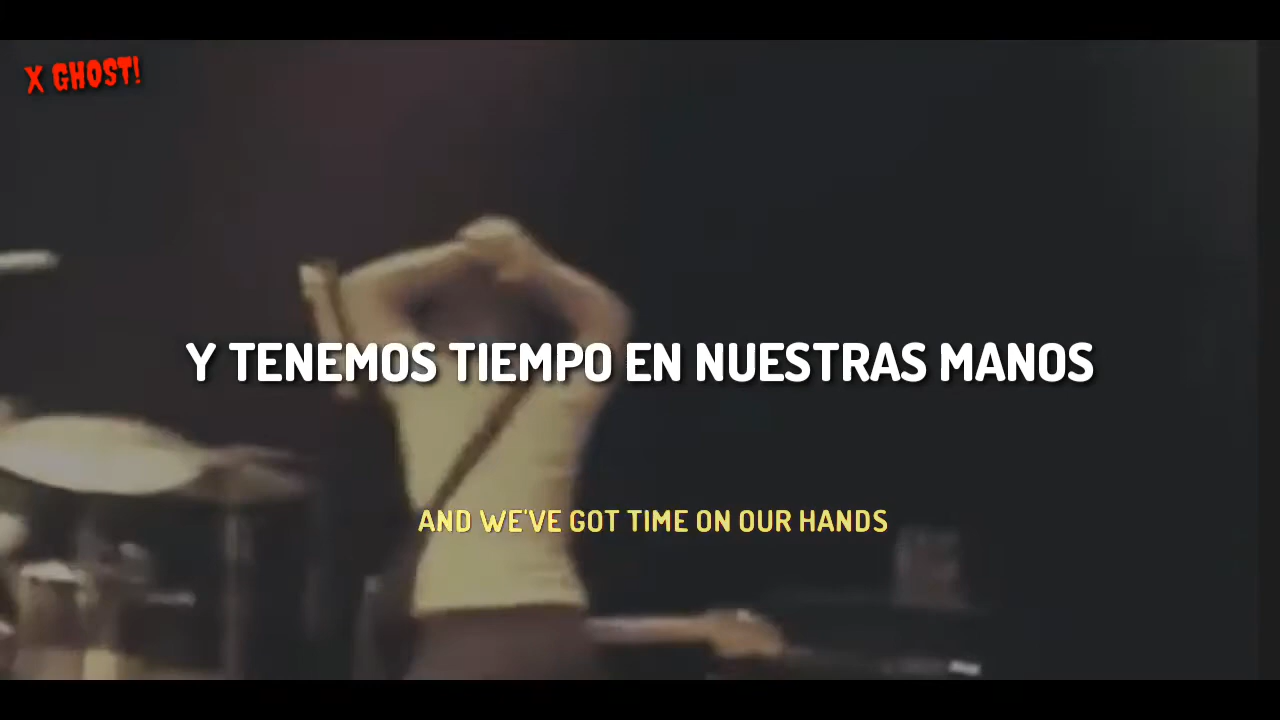 X GHOST!
Y TENEMOS TIEMPO EN NUESTRAS MANOS
AND WE'VE GOT TIME ON OUR HANDS